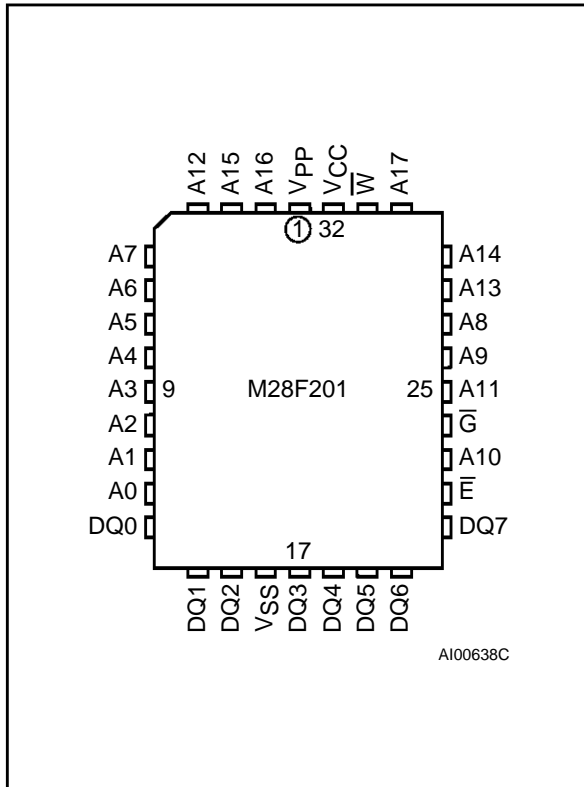 A12 A15 A16 VPP VCC W̅ A17
1 32
A7 A14
A6 A13
A5 A8
A4 A9
A3 9 M28F201 25 A11
A2 G̅
A1 A10
A0 E̅
DQ0 DQ7
17
DQ1 DQ2 VSS DQ3 DQ4 DQ5 DQ6
AI00638C